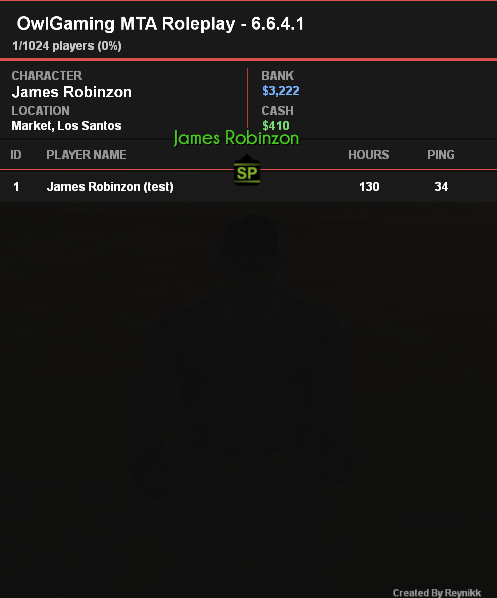 OwlGaming MTA Roleplay - 6.6.4.1
1/1024 players (0%)
CHARACTER
James Robinzon
LOCATION
Market, Los Santos
BANK
$3,222
CASH
$410
James Robinzon
SP
ID PLAYER NAME HOURS PING
1 James Robinzon (test) 130 34
Created By Reynikk